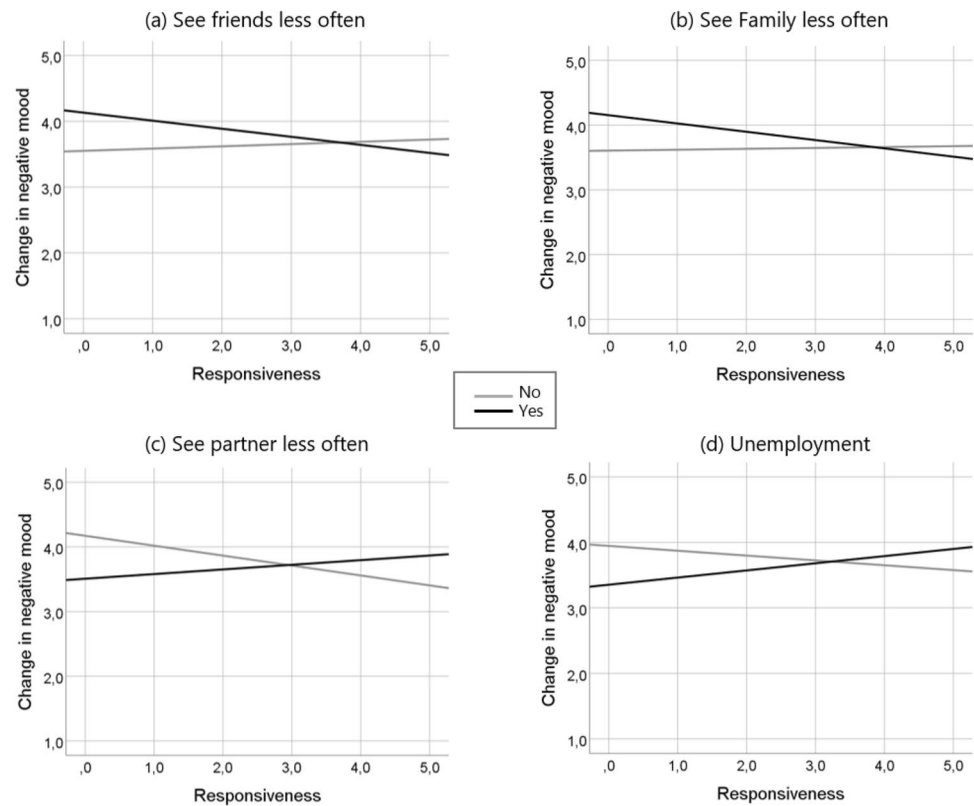 (a) See friends less often
5,0
4,0
3,0
2,0
1,0
Change in negative mood
,0 1,0 2,0 3,0 4,0 5,0
Responsiveness
(b) See Family less often
5,0
4,0
3,0
2,0
1,0
Change in negative mood
,0 1,0 2,0 3,0 4,0 5,0
Responsiveness
No
Yes
(c) See partner less often
5,0
4,0
3,0
2,0
1,0
Change in negative mood
,0 1,0 2,0 3,0 4,0 5,0
Responsiveness
(d) Unemployment
5,0
4,0
3,0
2,0
1,0
Change in negative mood
,0 1,0 2,0 3,0 4,0 5,0
Responsiveness